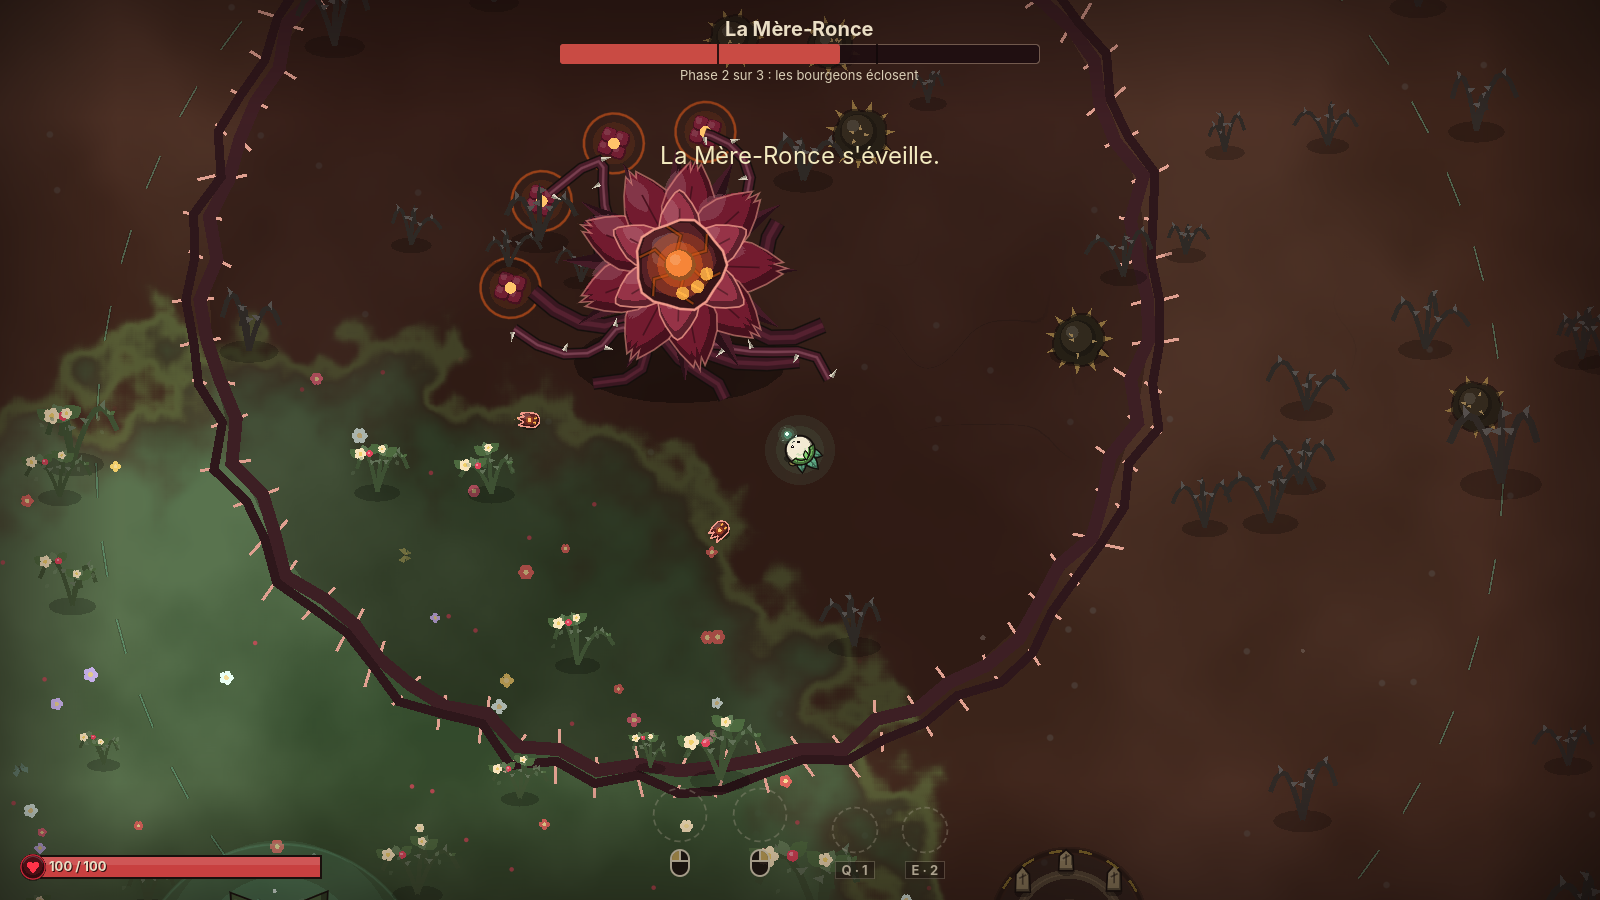 La Mère-Ronce
Phase 2 sur 3 : les bourgeons éclosent
La Mère-Ronce s'éveille.
100 / 100
Q · 1
E · 2